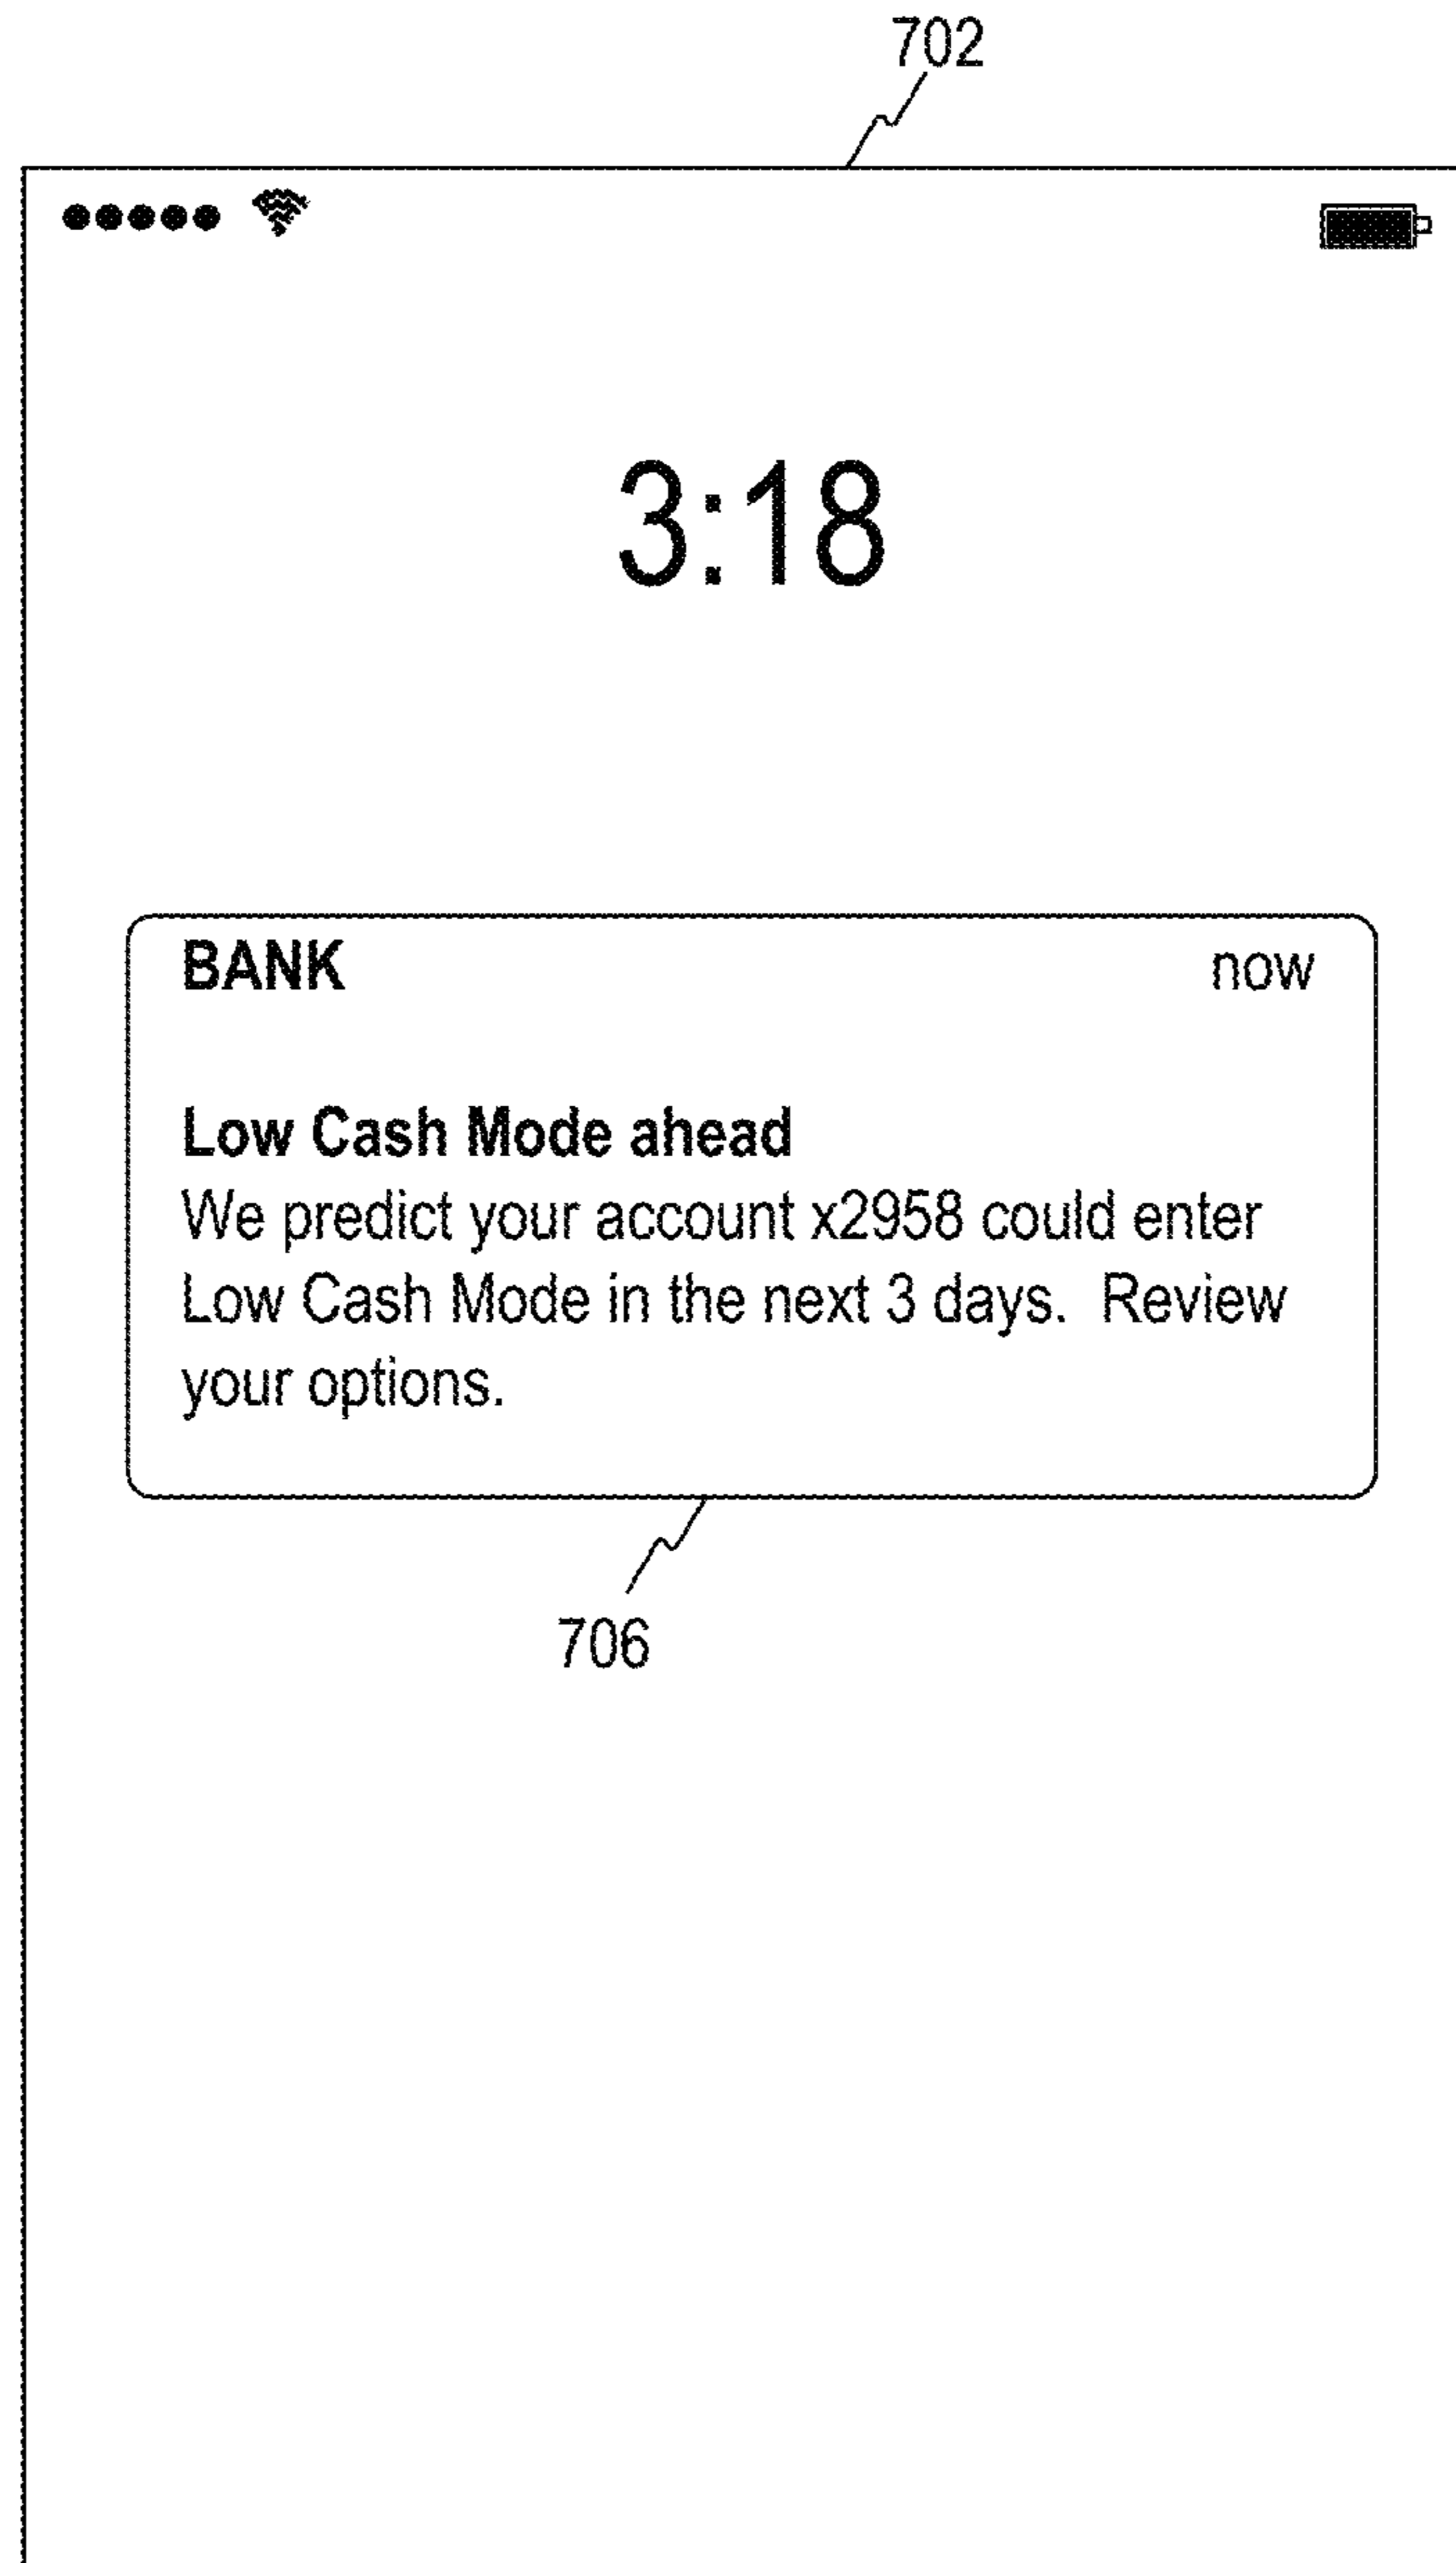 702
3:18
BANK now
Low Cash Mode ahead
We predict your account x2958 could enter
Low Cash Mode in the next 3 days.  Review
your options.
706